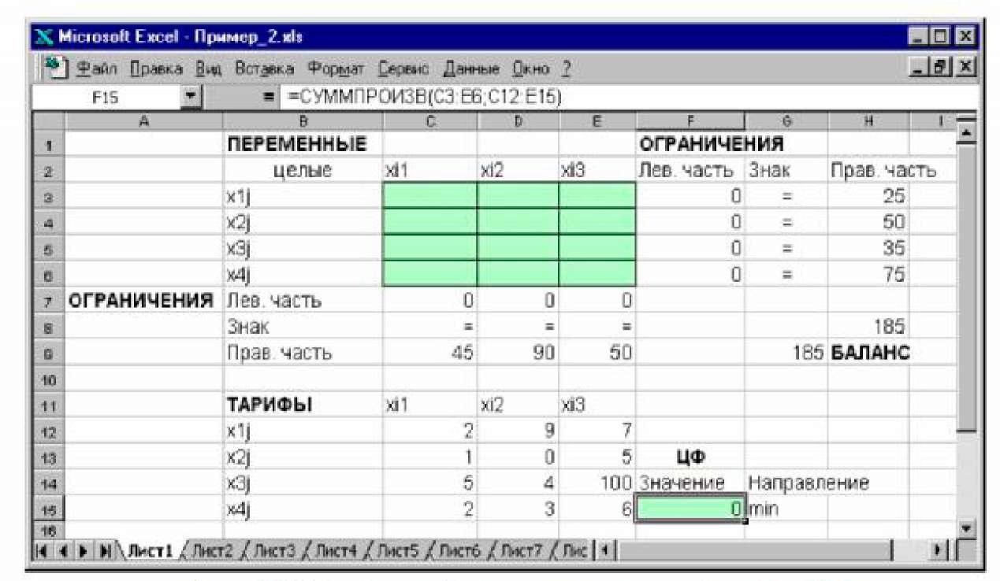 Microsoft Excel - Пример_2.xls
Файл Правка Вид Вставка Формат Сервис Данные Окно ?
F15 = =СУММПРОИЗВ(C3:E6;C12:E15)
A B C D E F G H I
1 ПЕРЕМЕННЫЕ ОГРАНИЧЕНИЯ
2 целые xi1 xi2 xi3 Лев. часть Знак Прав. часть
3 x1j 0 = 25
4 x2j 0 = 50
5 x3j 0 = 35
6 x4j 0 = 75
7 ОГРАНИЧЕНИЯ Лев. часть 0 0 0
8 Знак = = = 185
9 Прав. часть 45 90 50 185 БАЛАНС
10
11 ТАРИФЫ xi1 xi2 xi3
12 x1j 2 9 7
13 x2j 1 0 5 ЦФ
14 x3j 5 4 100 Значение Направление
15 x4j 2 3 6 0 min
16
Лист1 Лист2 Лист3 Лист4 Лист5 Лист6 Лист7 Лис